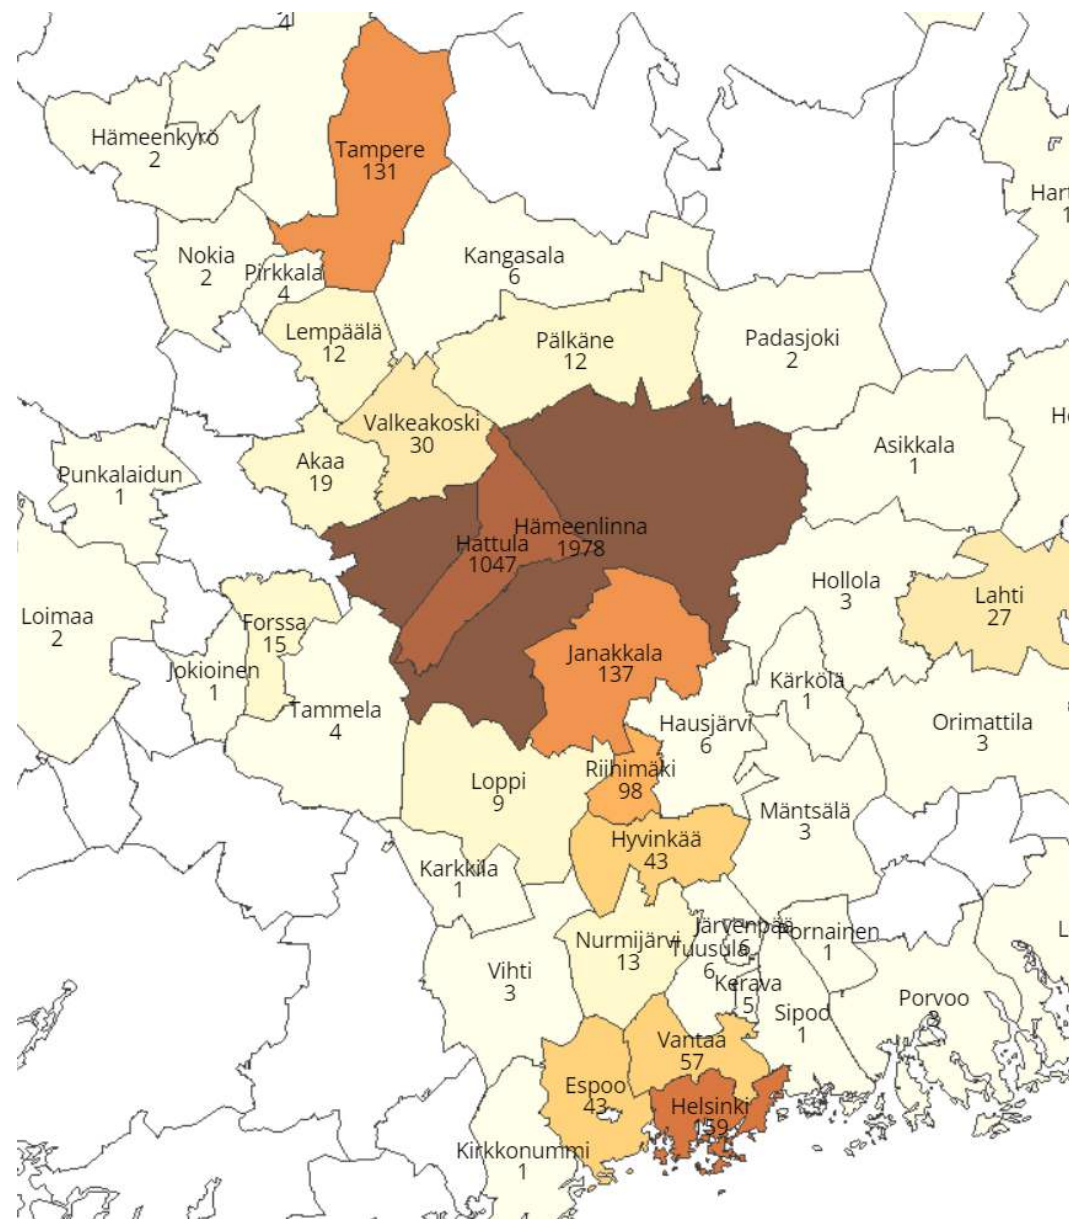 4
Hämeenkyrö
2
Tampere
131
Hart
1
Nokia
2
Pirkkala
4
Kangasala
6
Lempäälä
12
Pälkäne
12
Padasjoki
2
Valkeakoski
30
Akaa
19
Asikkala
1
Punkalaidun
1
Hämeenlinna
1978
Hattula
1047
Hollola
3
Lahti
27
Loimaa
2
Forssa
15
Jokioinen
1
Janakkala
137
Kärkölä
1
Tammela
4
Hausjärvi
6
Orimattila
3
Loppi
9
Riihimäki
98
Mäntsälä
3
Hyvinkää
43
Karkkila
1
Järvenpää
6
Pornainen
1
Nurmijärvi
13
Tuusula
6
Vihti
3
Kerava
5
Sipoo
1
Porvoo
Vantaa
57
Espoo
43
Helsinki
159
Kirkkonummi
1